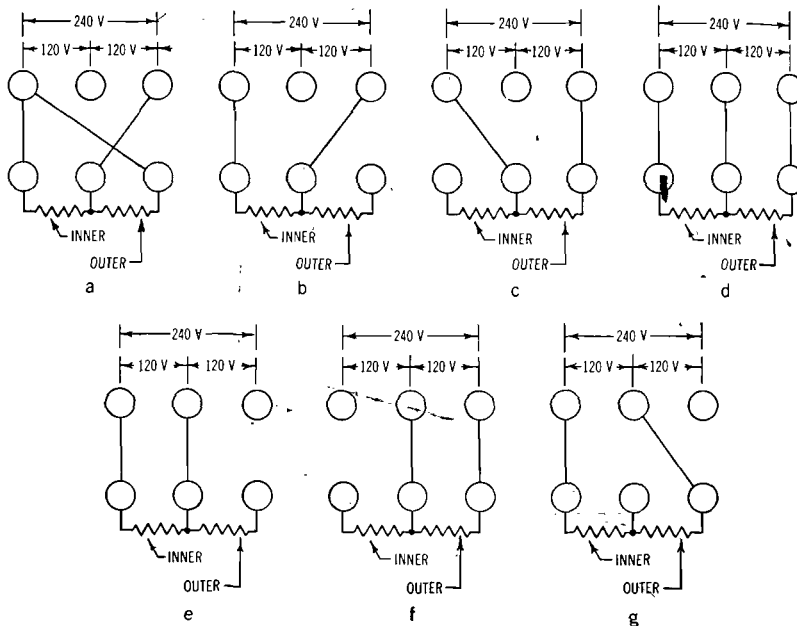 240 V 240 V 240 V 240 V
120 V 120 V 120 V 120 V 120 V 120 V 120 V 120 V
INNER INNER INNER INNER
OUTER OUTER OUTER OUTER
a b c d
240 V 240 V 240 V
120 V 120 V 120 V 120 V 120 V 120 V
INNER INNER INNER
OUTER OUTER OUTER
e f g